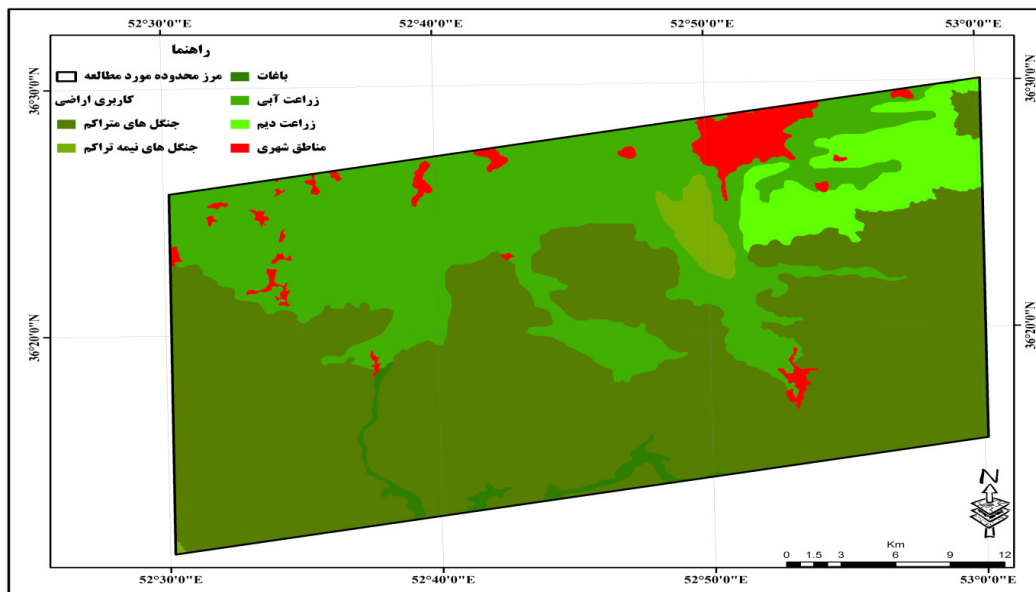 52°30'0"E 52°40'0"E 52°50'0"E 53°0'0"E
راهنما
مرز محدوده مورد مطالعه
کاربری اراضی
جنگل های متراکم
جنگل های نیمه تراکم
باغات
زراعت آبی
زراعت دیم
مناطق شهری
36°30'0"N
36°30'0"N
36°20'0"N
36°20'0"N
N
Km
0 1.5 3 6 9 12
52°30'0"E 52°40'0"E 52°50'0"E 53°0'0"E